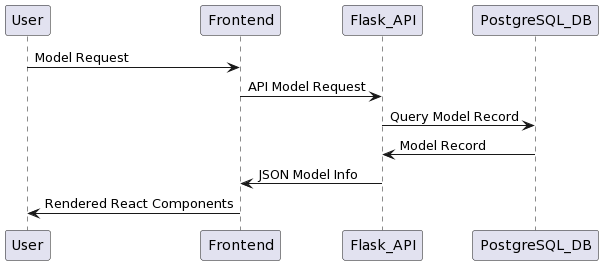 User Frontend Flask_API PostgreSQL_DB
Model Request
API Model Request
Query Model Record
Model Record
JSON Model Info
Rendered React Components
User Frontend Flask_API PostgreSQL_DB